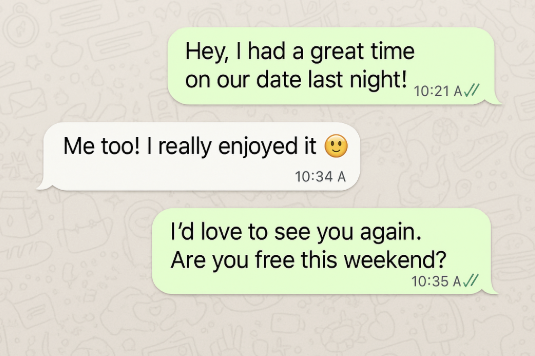 Hey, I had a great time
on our date last night!
10:21 A
Me too! I really enjoyed it 🙂
10:34 A
I’d love to see you again.
Are you free this weekend?
10:35 A